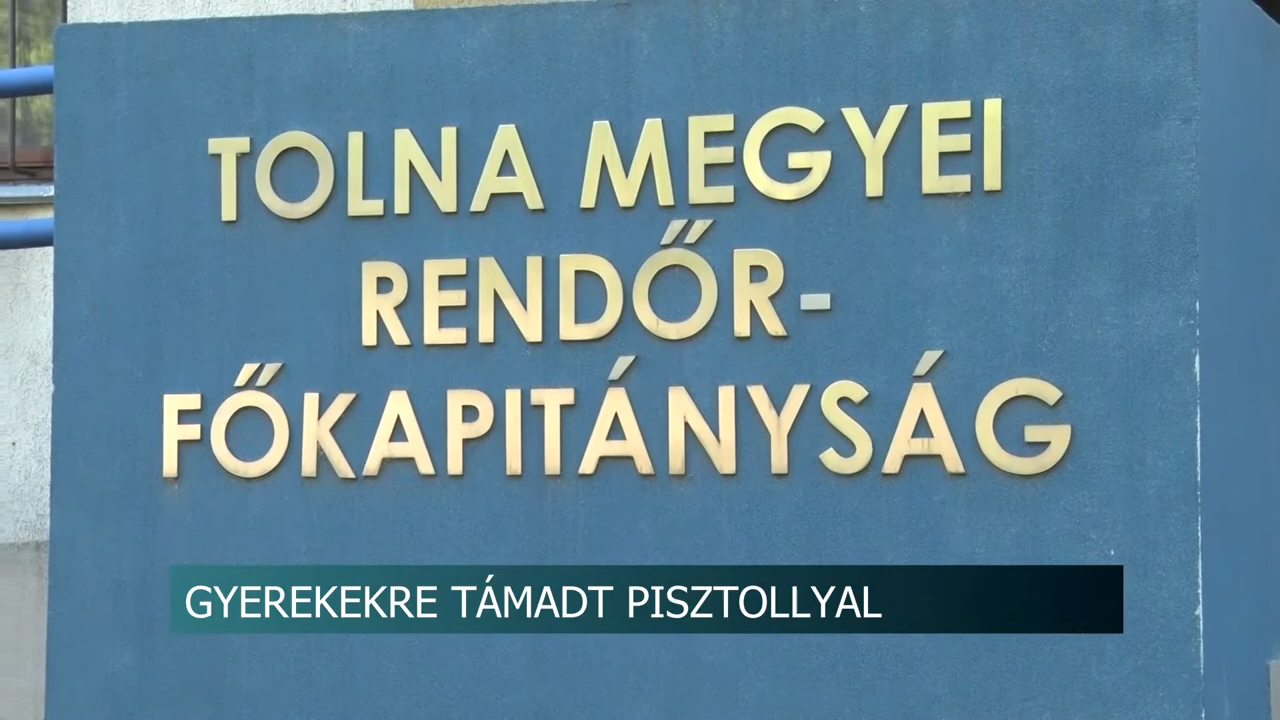 TOLNA MEGYEI
RENDŐR-
FŐKAPITÁNYSÁG
GYEREKEKRE TÁMADT PISZTOLLYAL